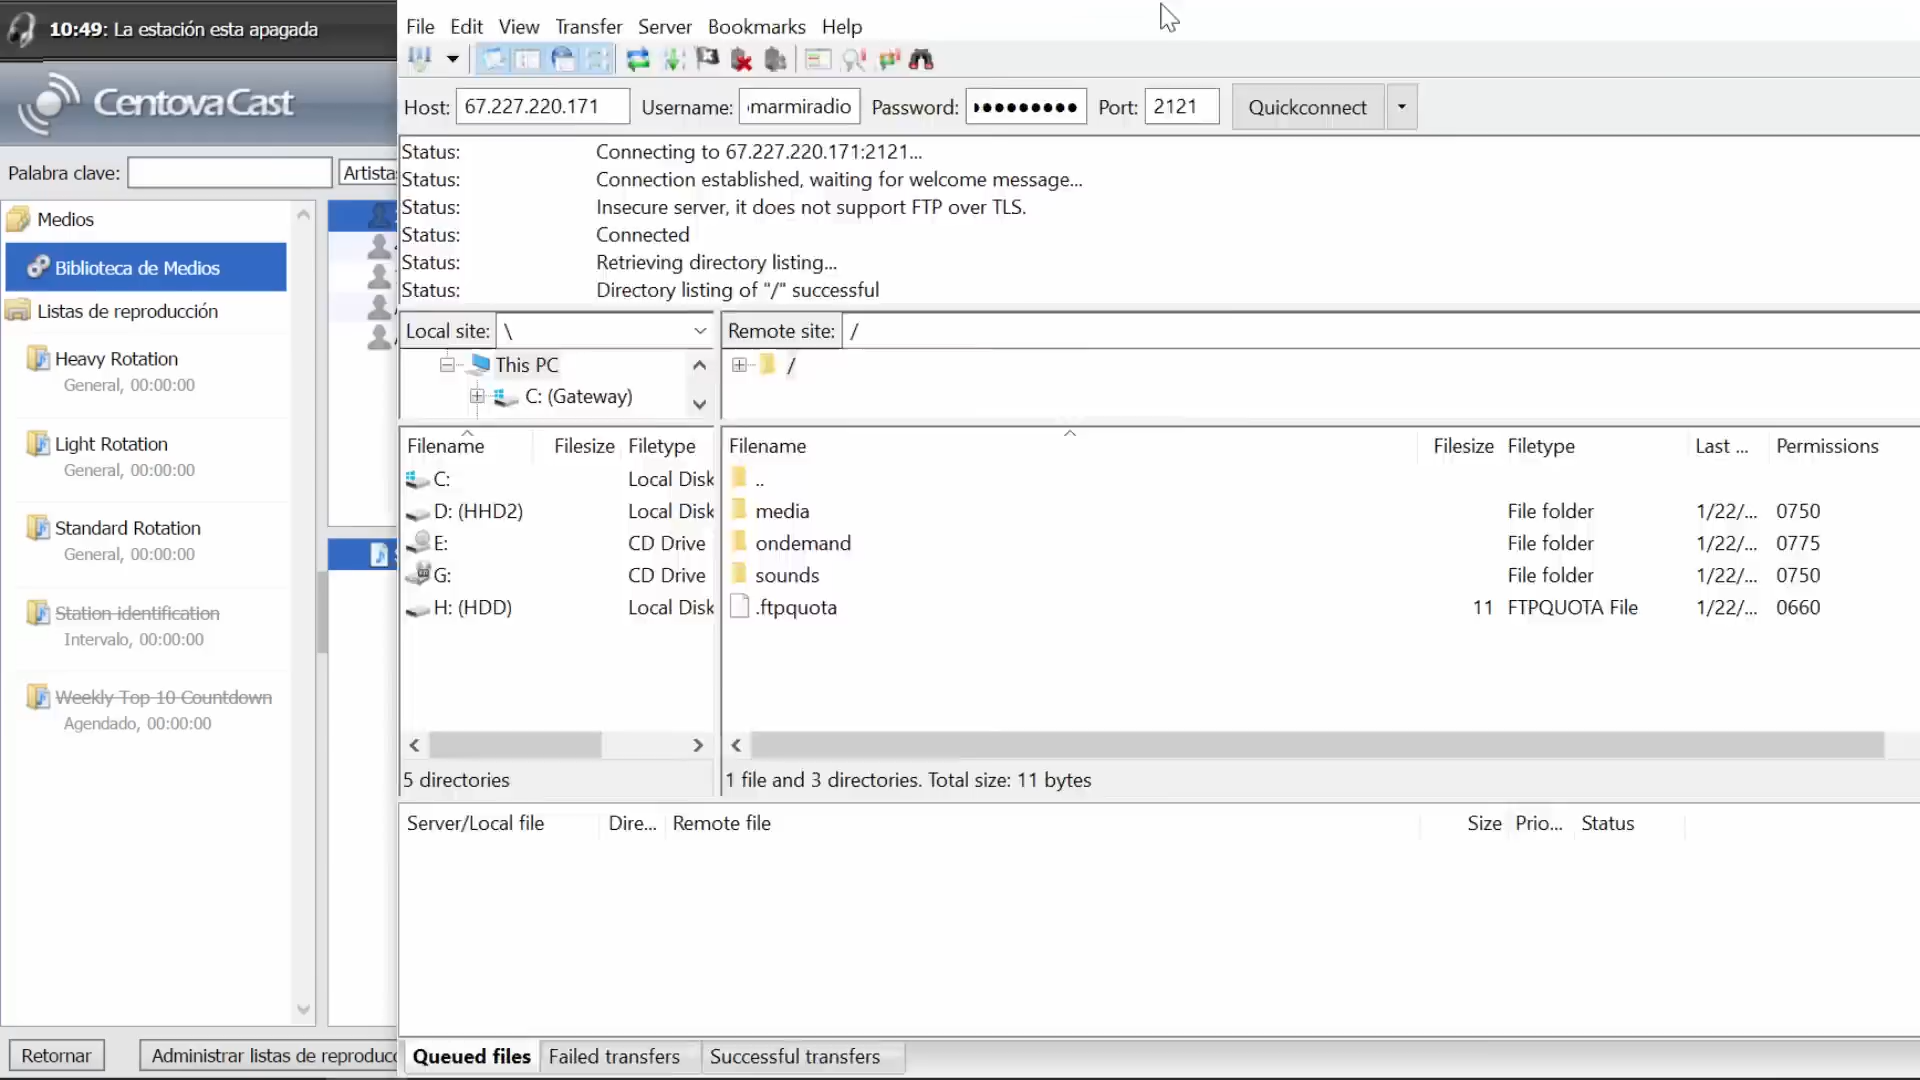 10:49: La estación esta apagada
CentovaCast
Palabra clave:
Artistas
Medios
Biblioteca de Medios
Listas de reproducción
Heavy Rotation
General, 00:00:00
Light Rotation
General, 00:00:00
Standard Rotation
General, 00:00:00
Station identification
Intervalo, 00:00:00
Weekly Top 10 Countdown
Agendado, 00:00:00
Retornar
Administrar listas de reproducc
File Edit View Transfer Server Bookmarks Help
Host: 67.227.220.171 Username: marmiradio Password: ●●●●●●●●● Port: 2121 Quickconnect
Status: Connecting to 67.227.220.171:2121...
Status: Connection established, waiting for welcome message...
Status: Insecure server, it does not support FTP over TLS.
Status: Connected
Status: Retrieving directory listing...
Status: Directory listing of "/" successful
Local site: \
This PC
C: (Gateway)
Filename Filesize Filetype
C: Local Disk
D: (HHD2) Local Disk
E: CD Drive
G: CD Drive
H: (HDD) Local Disk
5 directories
Remote site: /
/
Filename Filesize Filetype Last ... Permissions
..
media File folder 1/22/... 0750
ondemand File folder 1/22/... 0775
sounds File folder 1/22/... 0750
.ftpquota 11 FTPQUOTA File 1/22/... 0660
1 file and 3 directories. Total size: 11 bytes
Server/Local file Dire... Remote file Size Prio... Status
Queued files Failed transfers Successful transfers